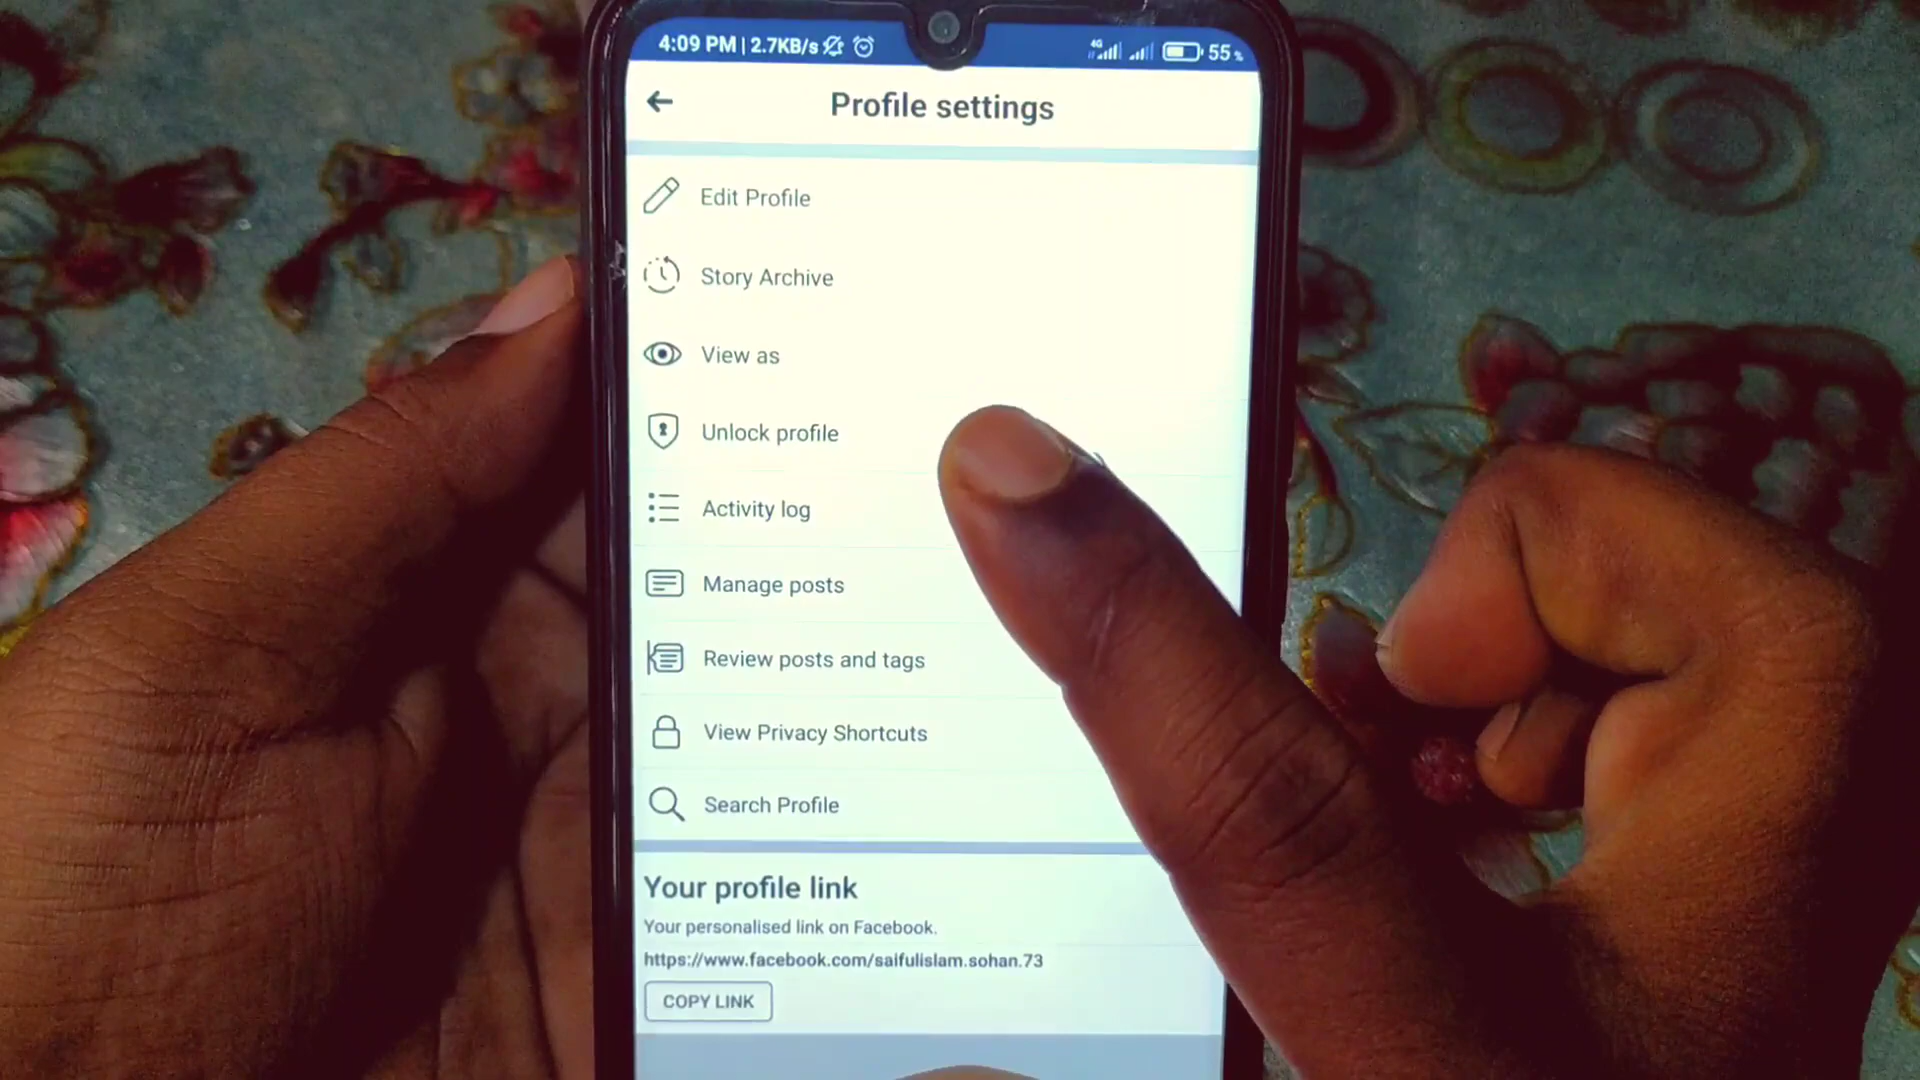 4:09 PM | 2.7KB/s
4G
55%
Profile settings
Edit Profile
Story Archive
View as
Unlock profile
Activity log
Manage posts
Review posts and tags
View Privacy Shortcuts
Search Profile
Your profile link
Your personalised link on Facebook.
https://www.facebook.com/saifulislam.sohan.73
COPY LINK